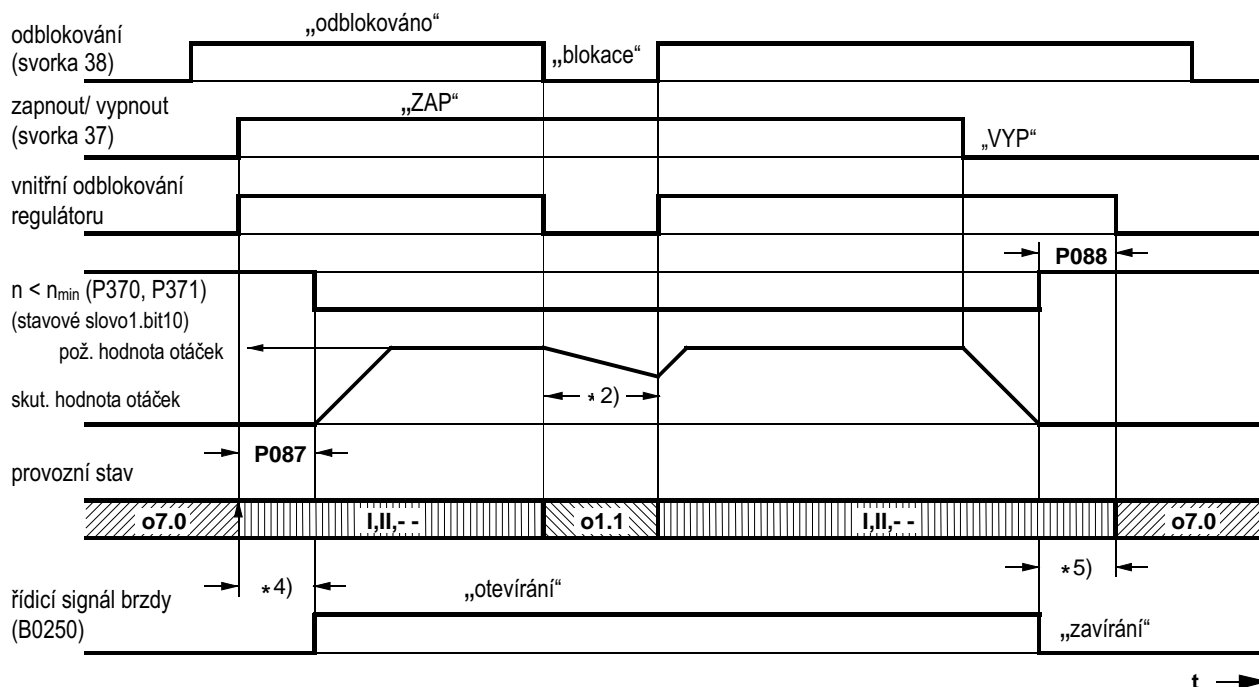 odblokování
(svorka 38)
„odblokováno“
„blokace“
zapnout/ vypnout
(svorka 37)
„ZAP“
„VYP“
vnitřní odblokování
regulátoru
P088
n < nmin (P370, P371)
(stavové slovo1.bit10)
pož. hodnota otáček
skut. hodnota otáček
* 2)
P087
provozní stav
o7.0
I,II,- -
o1.1
I,II,- -
o7.0
* 4)
* 5)
řídicí signál brzdy
(B0250)
„otevírání“
„zavírání“
t